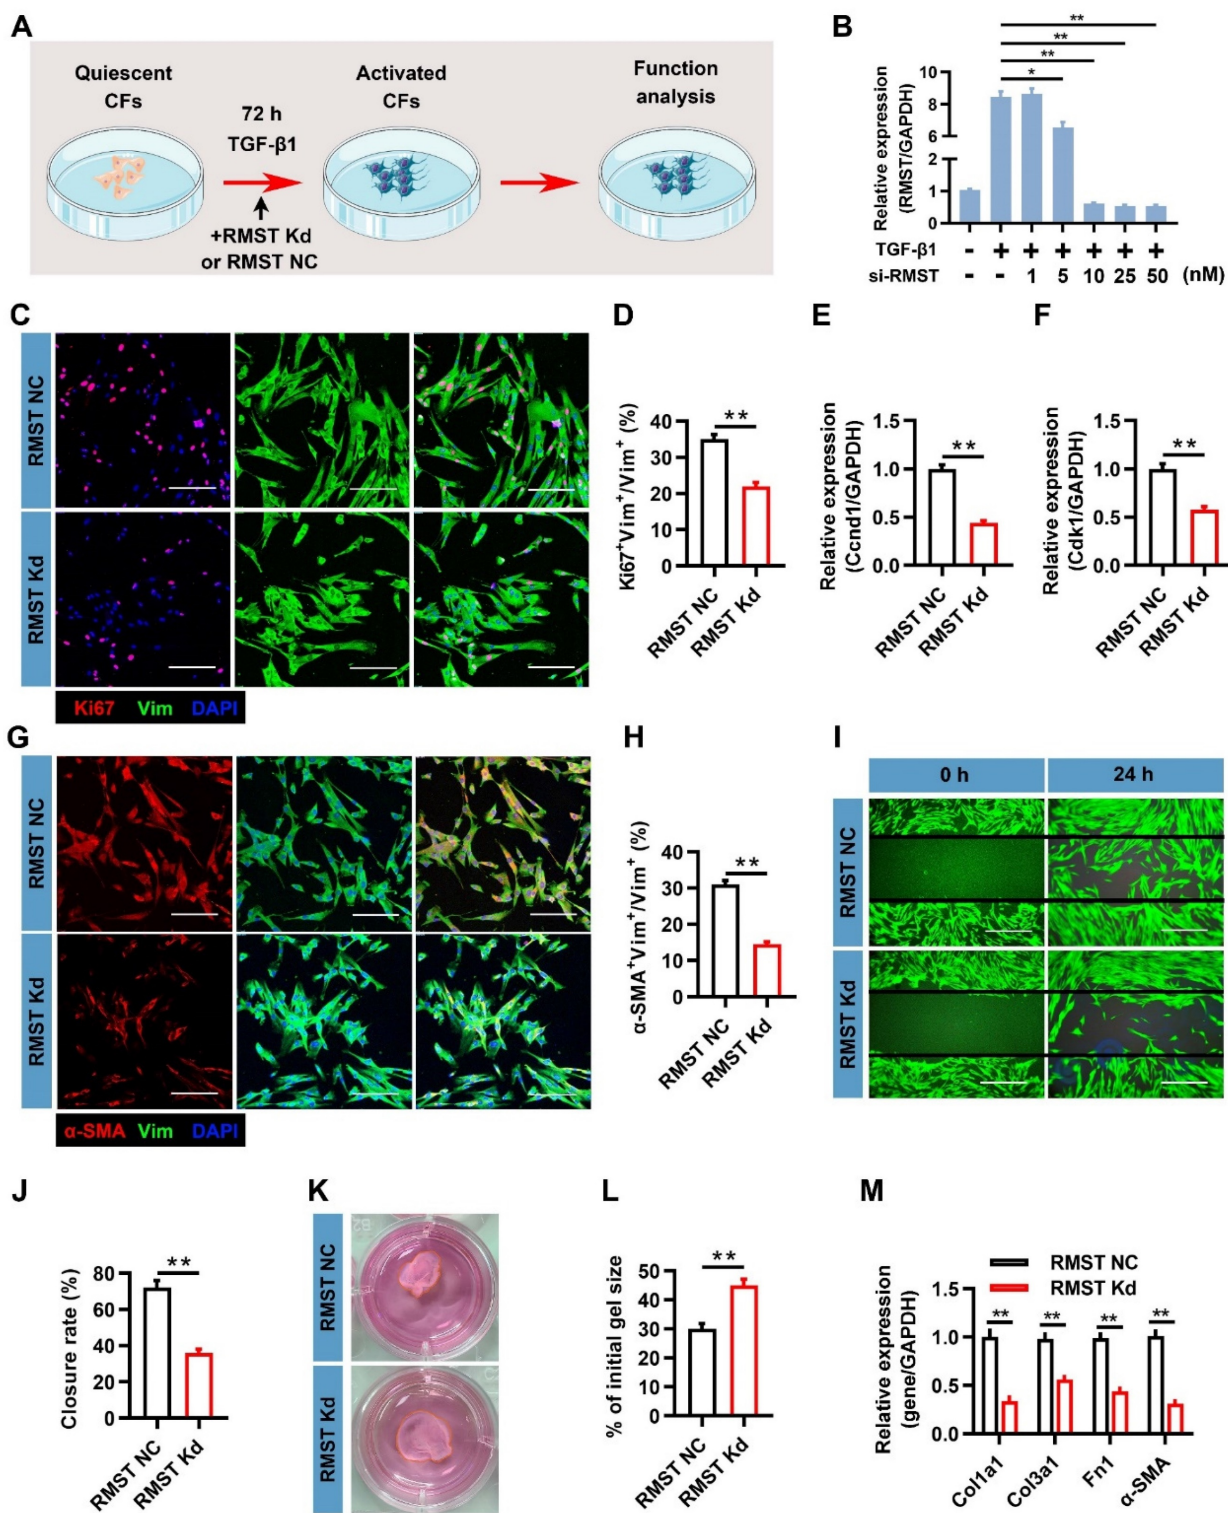 A
Quiescent
CFs
72 h
TGF-β1
+RMST Kd
or RMST NC
Activated
CFs
Function
analysis
B
Relative expression
(RMST/GAPDH)
10
8
6
2
1
0
**
**
**
*
TGF-β1 - + + + + + +
si-RMST - - 1 5 10 25 50 (nM)
C
RMST NC
RMST Kd
Ki67 Vim DAPI
D
Ki67⁺Vim⁺/Vim⁺ (%)
40
30
20
10
0
**
RMST NC
RMST Kd
E
Relative expression
(Ccnd1/GAPDH)
1.5
1.0
0.5
0.0
**
RMST NC
RMST Kd
F
Relative expression
(Cdk1/GAPDH)
1.5
1.0
0.5
0.0
**
RMST NC
RMST Kd
G
RMST NC
RMST Kd
α-SMA Vim DAPI
H
α-SMA⁺Vim⁺/Vim⁺ (%)
40
30
20
10
0
**
RMST NC
RMST Kd
I
0 h 24 h
RMST NC
RMST Kd
J
Closure rate (%)
80
60
40
20
0
**
RMST NC
RMST Kd
K
RMST NC
RMST Kd
L
% of initial gel size
50
40
30
20
10
0
**
RMST NC
RMST Kd
M
RMST NC
RMST Kd
Relative expression
(gene/GAPDH)
1.5
1.0
0.5
0.0
** ** ** **
Col1a1
Col3a1
Fn1
α-SMA